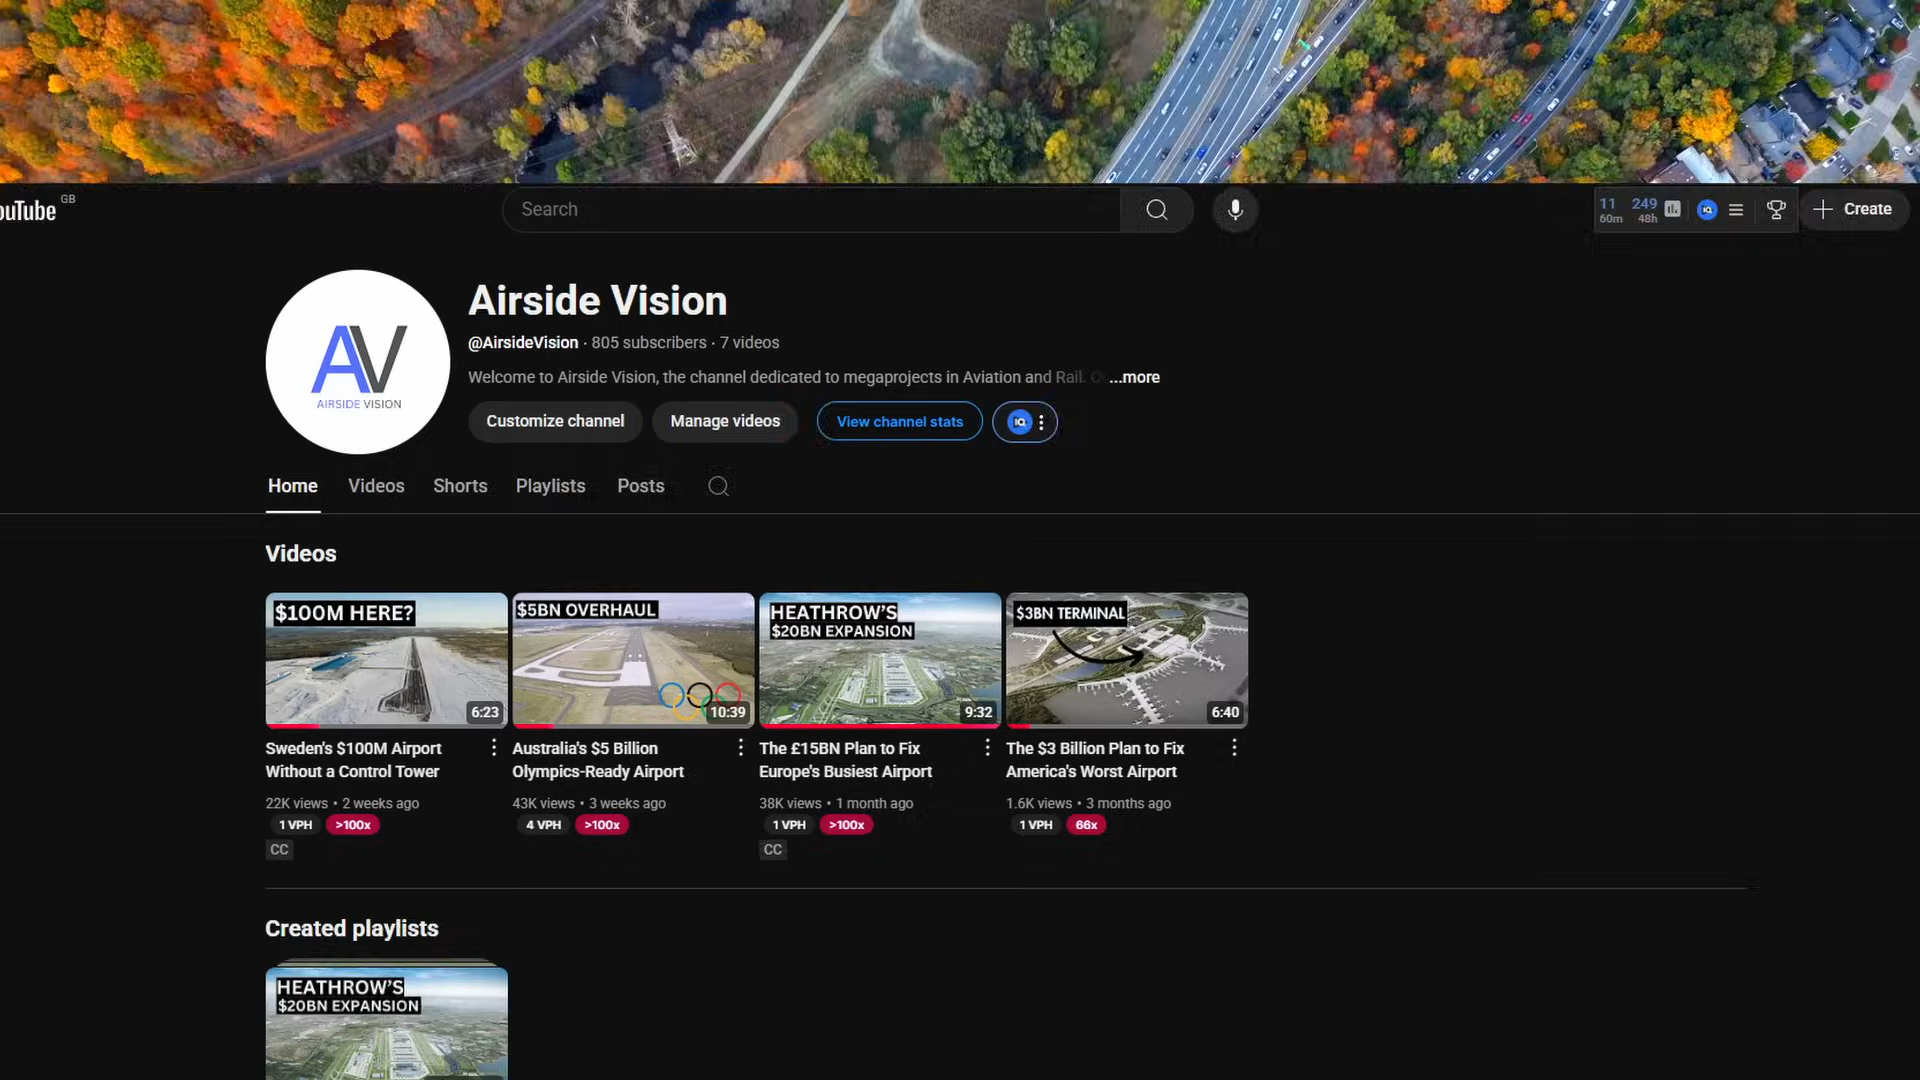 ouTube GB
Search
11 249
60m 48h
Create
Airside Vision
@AirsideVision · 805 subscribers · 7 videos
Welcome to Airside Vision, the channel dedicated to megaprojects in Aviation and Rail. ...more
Customize channel
Manage videos
View channel stats
IQ
AV
AIRSIDE VISION
Home
Videos
Shorts
Playlists
Posts
Videos
$100M HERE?
6:23
Sweden's $100M Airport
Without a Control Tower
22K views • 2 weeks ago
1 VPH >100x
CC
$5BN OVERHAUL
10:39
Australia's $5 Billion
Olympics-Ready Airport
43K views • 3 weeks ago
4 VPH >100x
HEATHROW'S
$20BN EXPANSION
9:32
The £15BN Plan to Fix
Europe's Busiest Airport
38K views • 1 month ago
1 VPH >100x
CC
$3BN TERMINAL
6:40
The $3 Billion Plan to Fix
America's Worst Airport
1.6K views • 3 months ago
1 VPH 66x
Created playlists
HEATHROW'S
$20BN EXPANSION